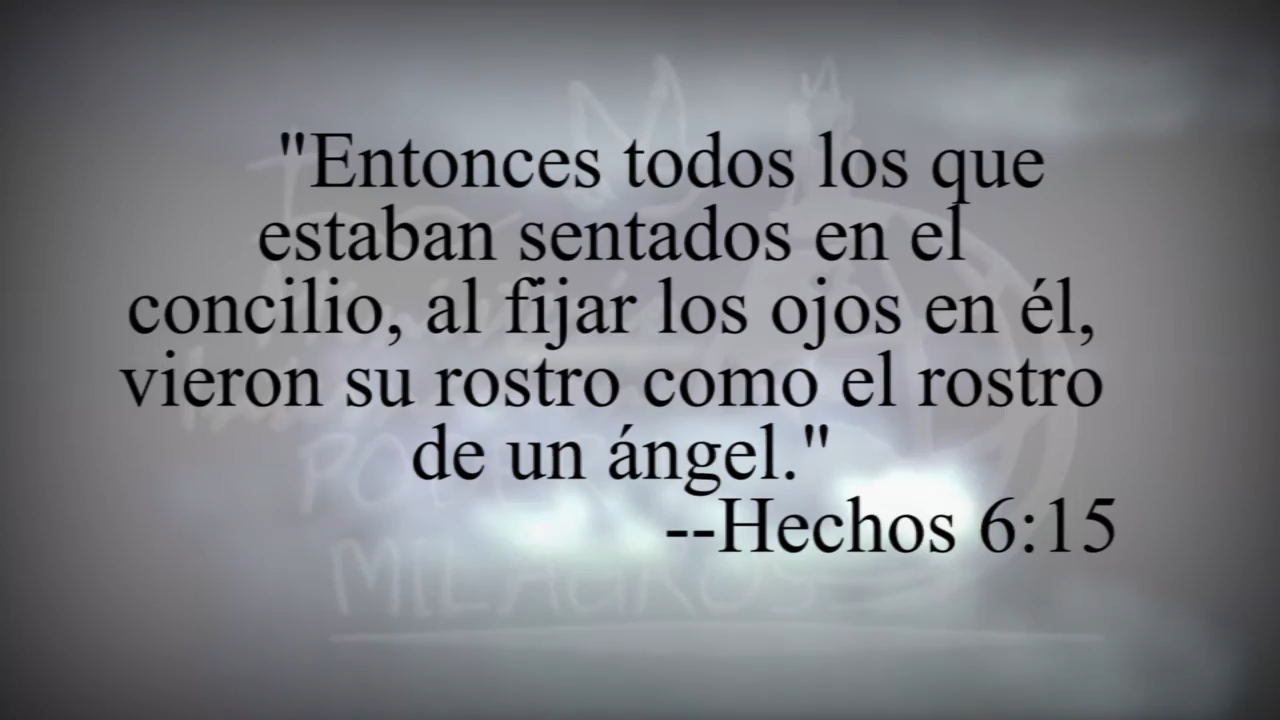 "Entonces todos los que
estaban sentados en el
concilio, al fijar los ojos en él,
vieron su rostro como el rostro
de un ángel."
--Hechos 6:15
MILAGROS